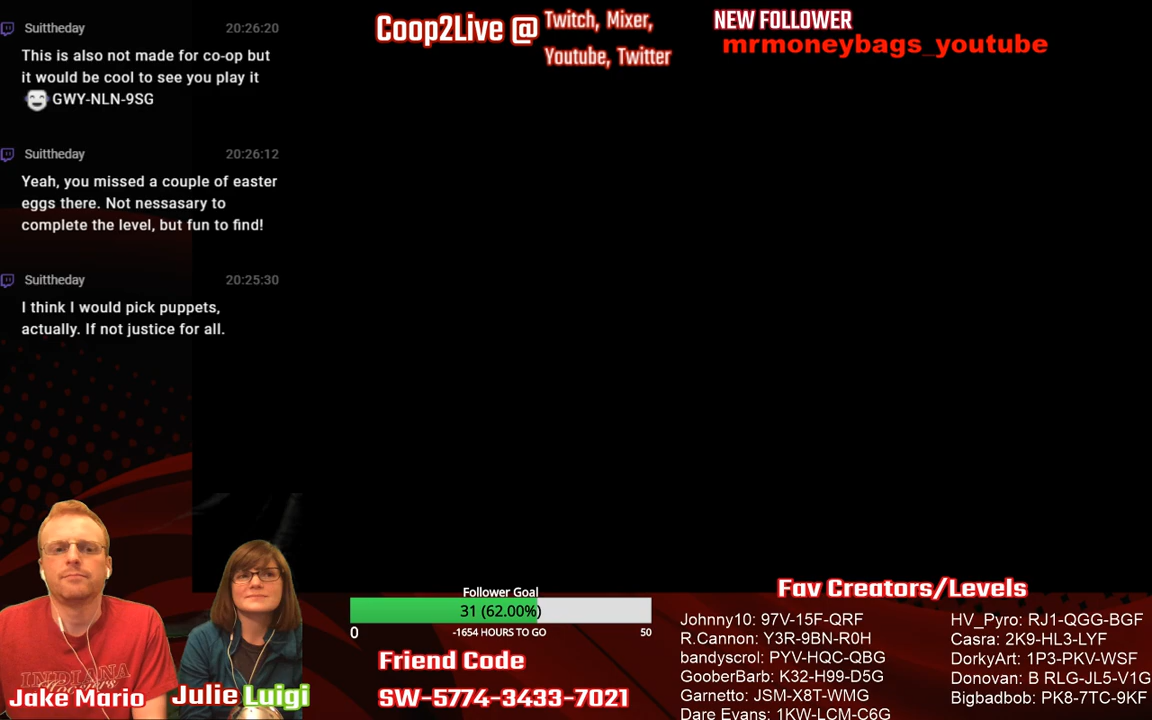 Suittheday 20:26:20
This is also not made for co-op but
it would be cool to see you play it
GWY-NLN-9SG
Suittheday 20:26:12
Yeah, you missed a couple of easter
eggs there. Not nessasary to
complete the level, but fun to find!
Suittheday 20:25:30
I think I would pick puppets,
actually. If not justice for all.
Coop2Live @ Twitch, Mixer,
Youtube, Twitter
NEW FOLLOWER
mrmoneybags_youtube
INDIANA
Hoosiers
Jake Mario
Julie Luigi
Follower Goal
31 (62.00%)
0 -1654 HOURS TO GO 50
Friend Code
SW-5774-3433-7021
Fav Creators/Levels
Johnny10: 97V-15F-QRF
R.Cannon: Y3R-9BN-R0H
bandyscrol: PYV-HQC-QBG
GooberBarb: K32-H99-D5G
Garnetto: JSM-X8T-WMG
Dare Evans: 1KW-LCM-C6G
HV_Pyro: RJ1-QGG-BGF
Casra: 2K9-HL3-LYF
DorkyArt: 1P3-PKV-WSF
Donovan: B RLG-JL5-V1G
Bigbadbob: PK8-7TC-9KF